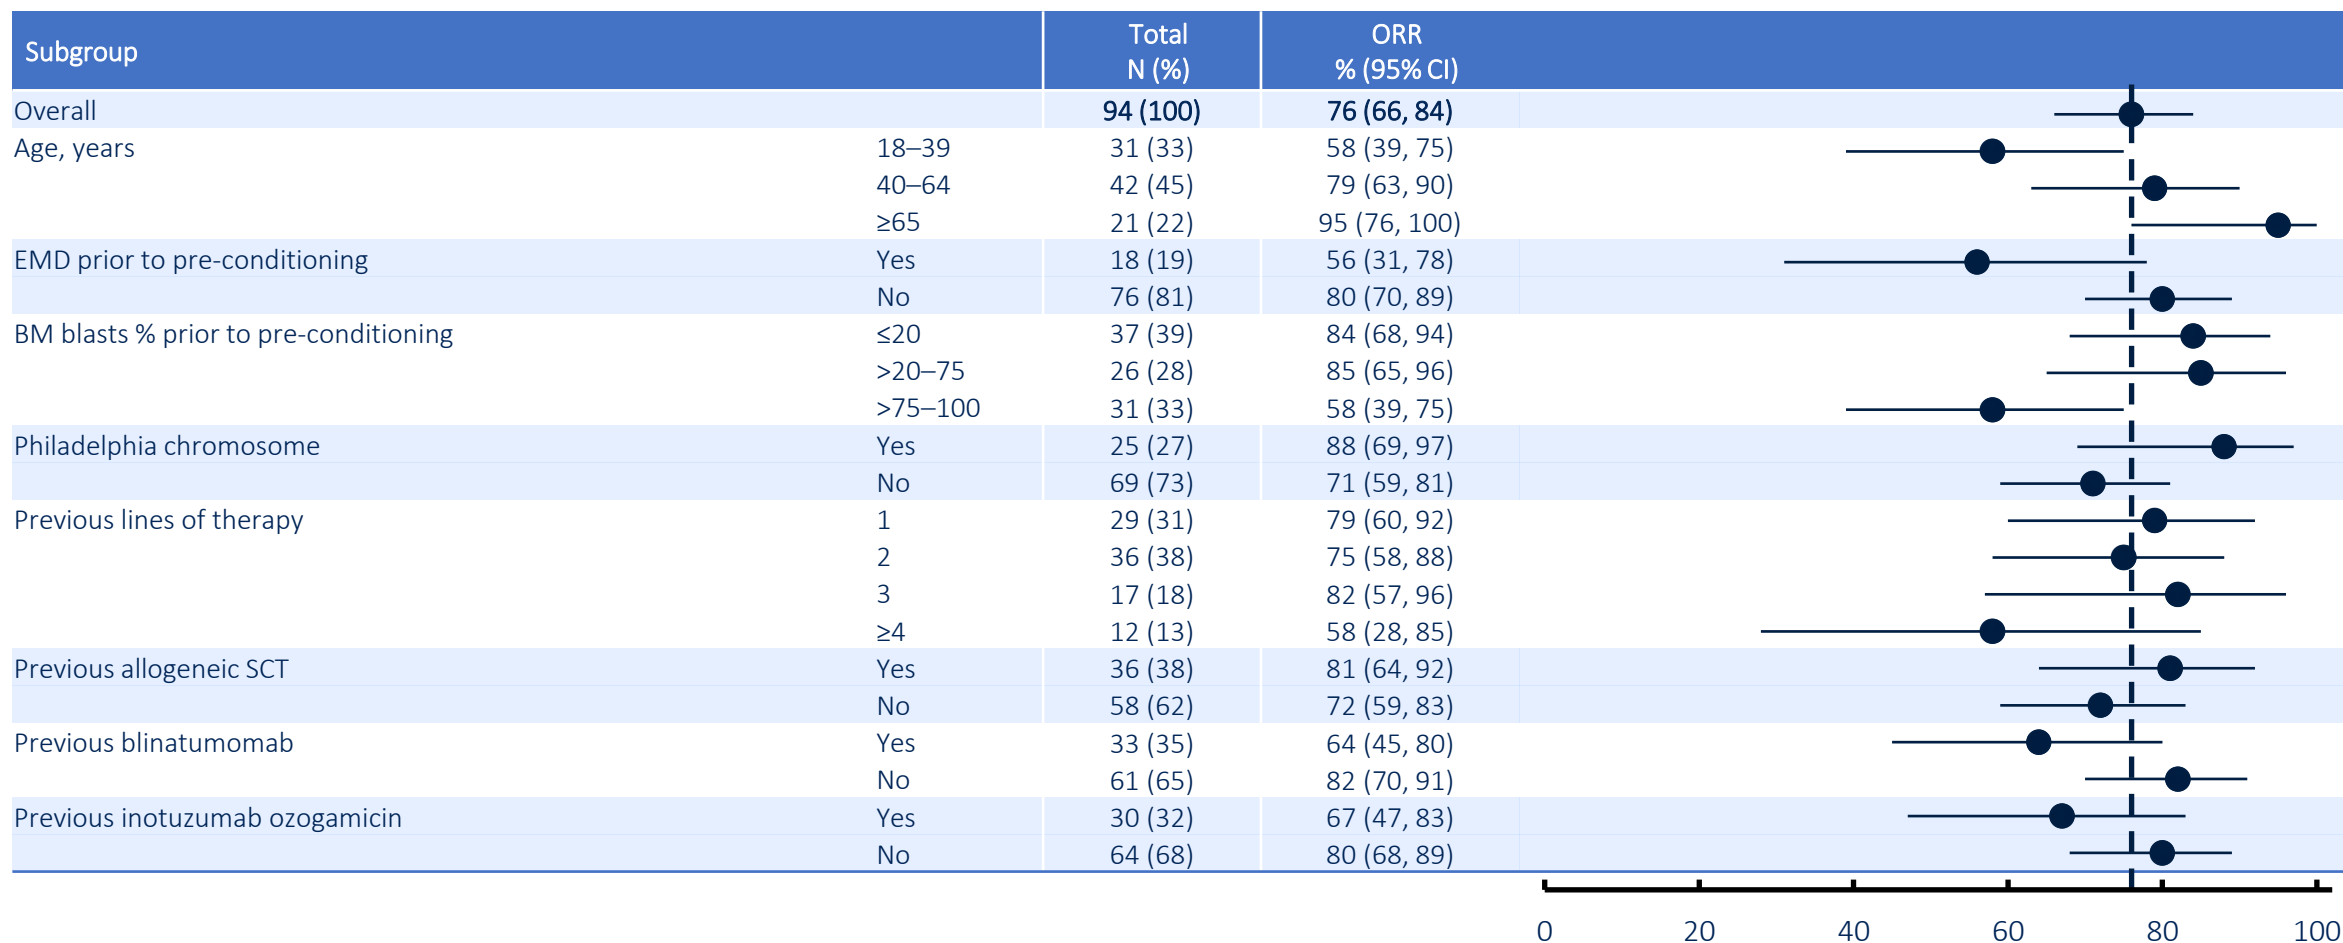 Subgroup Total N (%) ORR % (95% CI)
Overall 94 (100) 76 (66, 84)
Age, years 18–39 31 (33) 58 (39, 75)
40–64 42 (45) 79 (63, 90)
≥65 21 (22) 95 (76, 100)
EMD prior to pre-conditioning Yes 18 (19) 56 (31, 78)
No 76 (81) 80 (70, 89)
BM blasts % prior to pre-conditioning ≤20 37 (39) 84 (68, 94)
>20–75 26 (28) 85 (65, 96)
>75–100 31 (33) 58 (39, 75)
Philadelphia chromosome Yes 25 (27) 88 (69, 97)
No 69 (73) 71 (59, 81)
Previous lines of therapy 1 29 (31) 79 (60, 92)
2 36 (38) 75 (58, 88)
3 17 (18) 82 (57, 96)
≥4 12 (13) 58 (28, 85)
Previous allogeneic SCT Yes 36 (38) 81 (64, 92)
No 58 (62) 72 (59, 83)
Previous blinatumomab Yes 33 (35) 64 (45, 80)
No 61 (65) 82 (70, 91)
Previous inotuzumab ozogamicin Yes 30 (32) 67 (47, 83)
No 64 (68) 80 (68, 89)
0 20 40 60 80 100